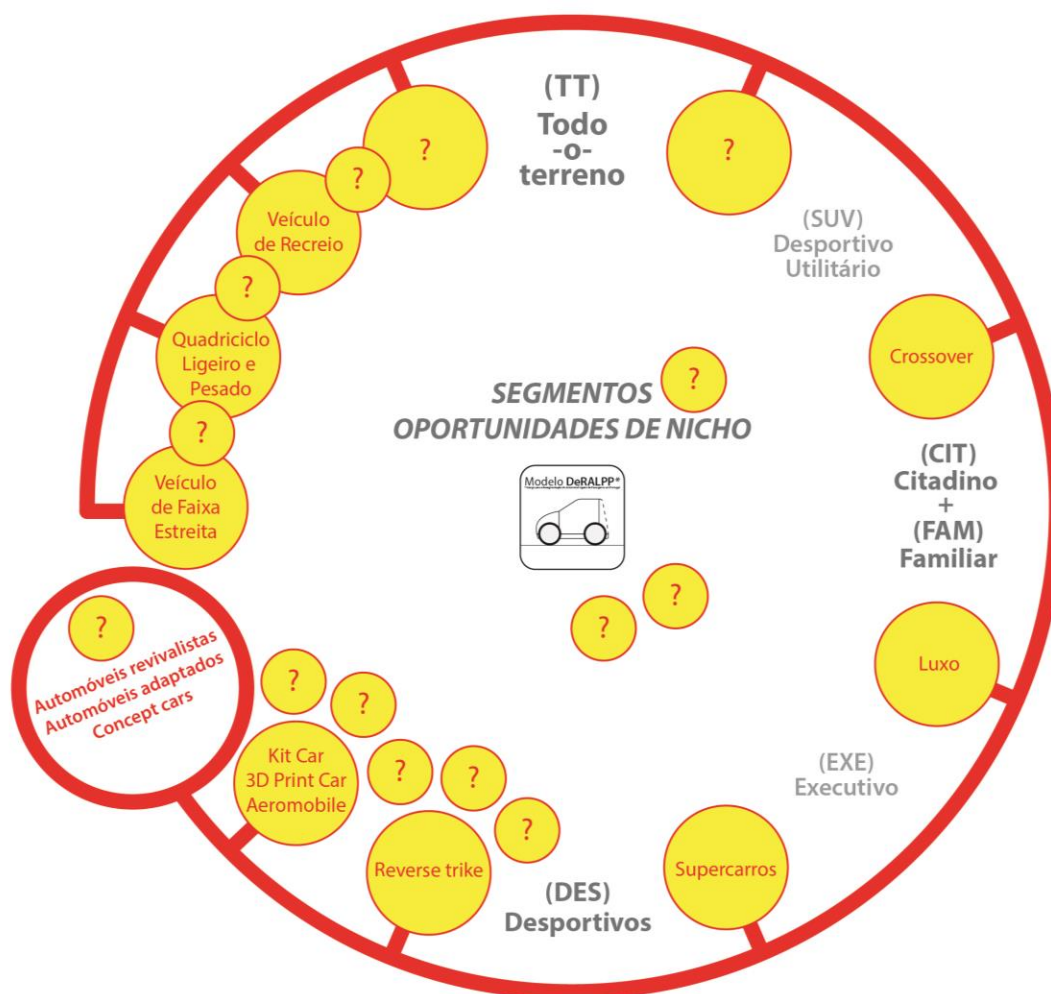 (TT)
Todo
-o-
terreno
?
?
?
Veículo
de Recreio
(SUV)
Desportivo
Utilitário
?
Quadriciclo
Ligeiro e
Pesado
Crossover
?
SEGMENTOS
OPORTUNIDADES DE NICHO
?
Veículo
de Faixa
Estreita
(CIT)
Citadino
+
(FAM)
Familiar
Modelo DeRALPP*
?
?
?
Automóveis revivalistas
Automóveis adaptados
Concept cars
Luxo
?
?
Kit Car
3D Print Car
Aeromobile
?
?
?
(EXE)
Executivo
Reverse trike
Supercarros
(DES)
Desportivos